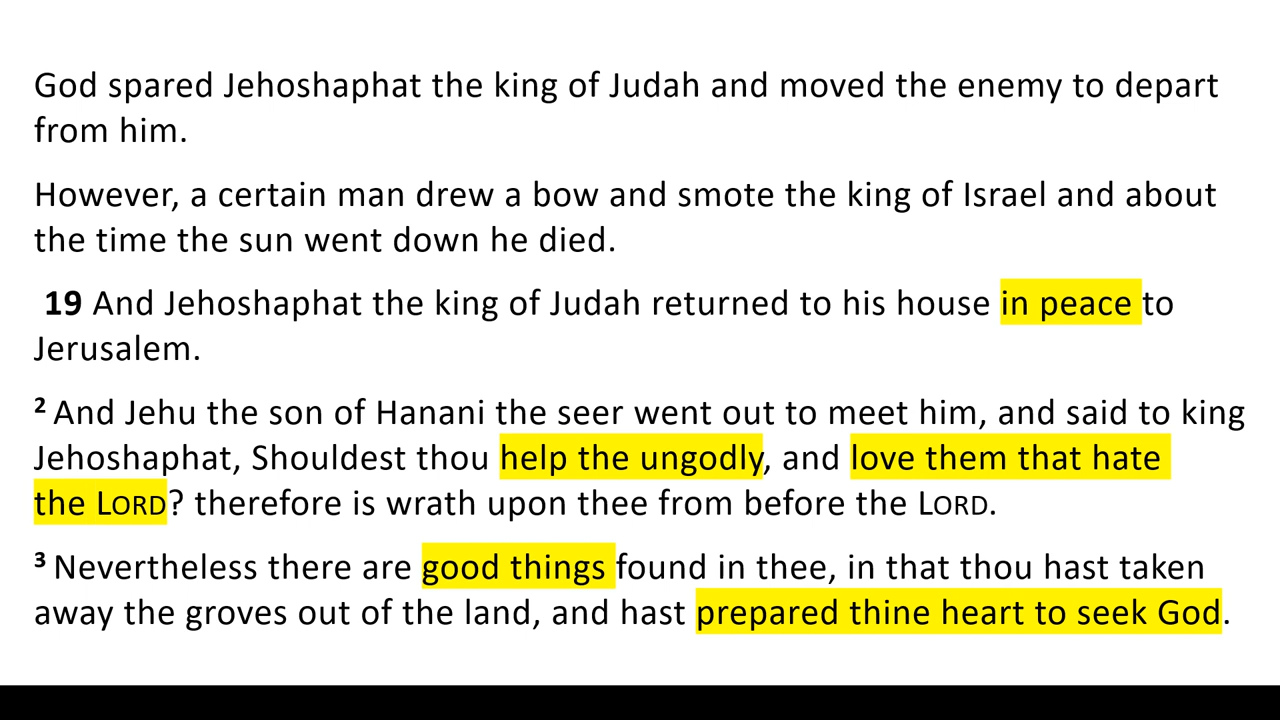 God spared Jehoshaphat the king of Judah and moved the enemy to depart
from him.
However, a certain man drew a bow and smote the king of Israel and about
the time the sun went down he died.
19 And Jehoshaphat the king of Judah returned to his house in peace to
Jerusalem.
2 And Jehu the son of Hanani the seer went out to meet him, and said to king
Jehoshaphat, Shouldest thou help the ungodly, and love them that hate
the LORD? therefore is wrath upon thee from before the LORD.
3 Nevertheless there are good things found in thee, in that thou hast taken
away the groves out of the land, and hast prepared thine heart to seek God.